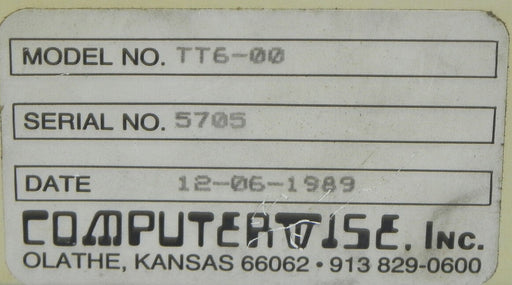 MODEL NO. TT6-00
SERIAL NO. 5705
DATE 12-06-1989
COMPUTERWISE, INC.
OLATHE, KANSAS 66062 • 913 829-0600